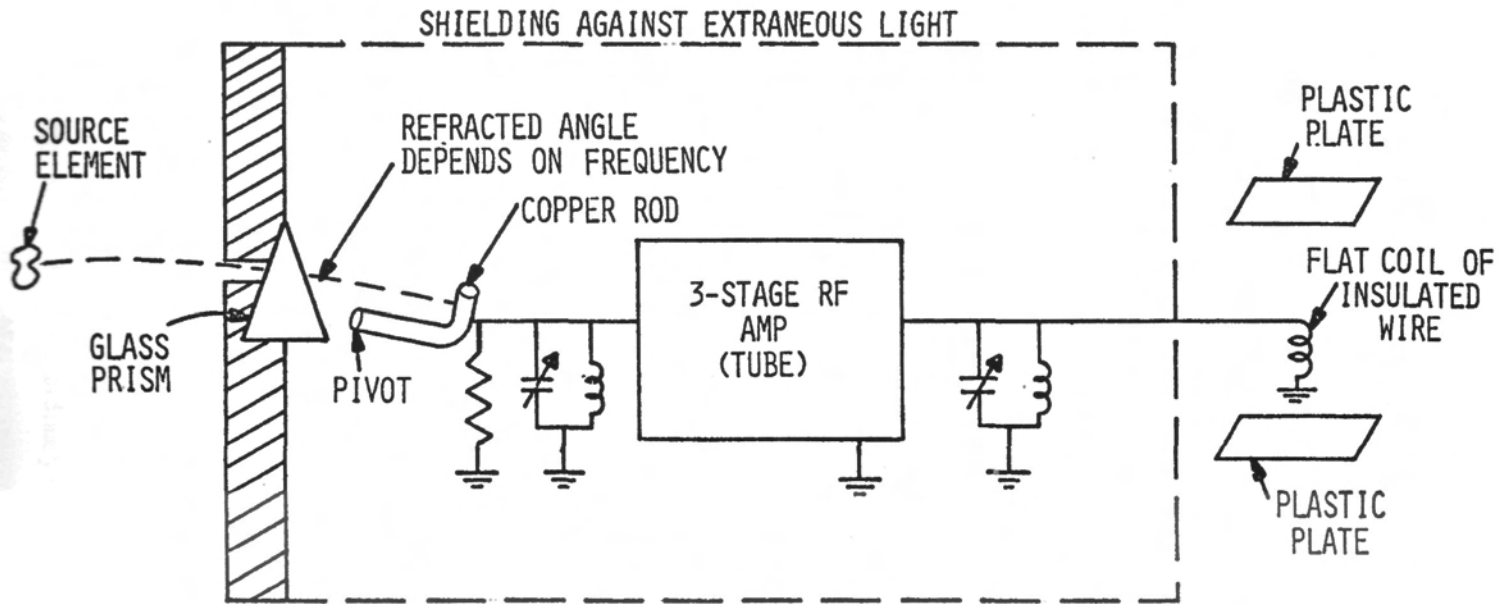 SHIELDING AGAINST EXTRANEOUS LIGHT
SOURCE
ELEMENT
REFRACTED ANGLE
DEPENDS ON FREQUENCY
COPPER ROD
PLASTIC
PLATE
GLASS
PRISM
PIVOT
3-STAGE RF
AMP
(TUBE)
FLAT COIL OF
INSULATED
WIRE
PLASTIC
PLATE